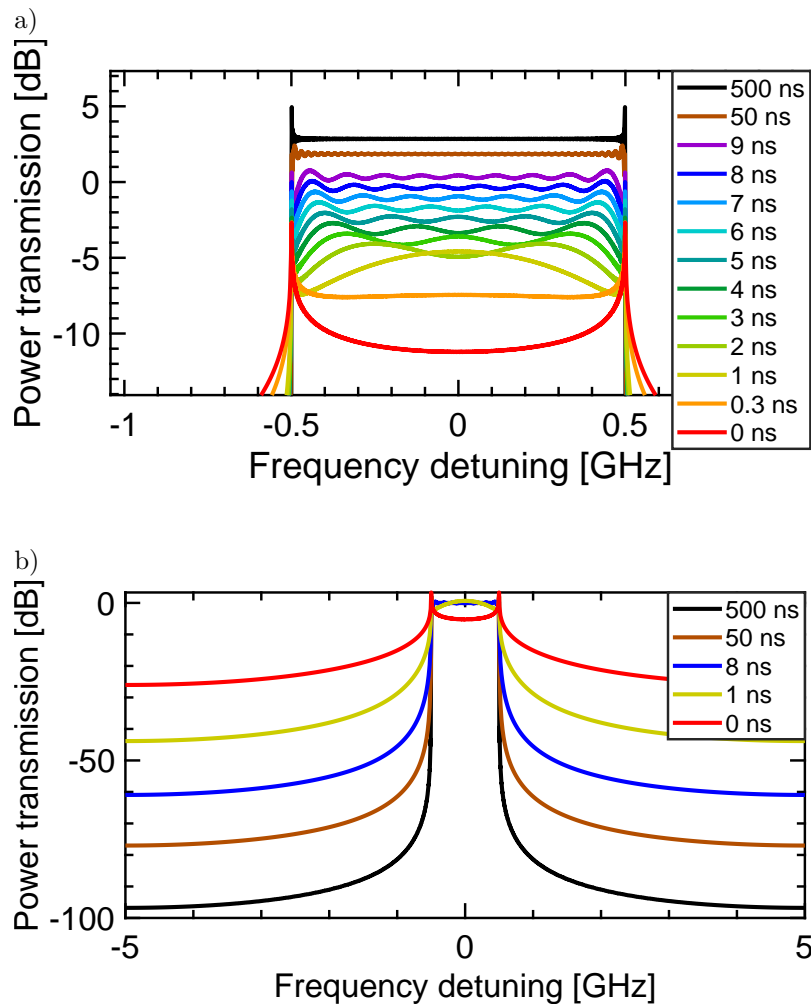 a)
Power transmission [dB]
5
0
-5
-10
-1
-0.5
0
0.5
Frequency detuning [GHz]
500 ns
50 ns
9 ns
8 ns
7 ns
6 ns
5 ns
4 ns
3 ns
2 ns
1 ns
0.3 ns
0 ns
b)
Power transmission [dB]
0
-50
-100
-5
0
5
Frequency detuning [GHz]
500 ns
50 ns
8 ns
1 ns
0 ns